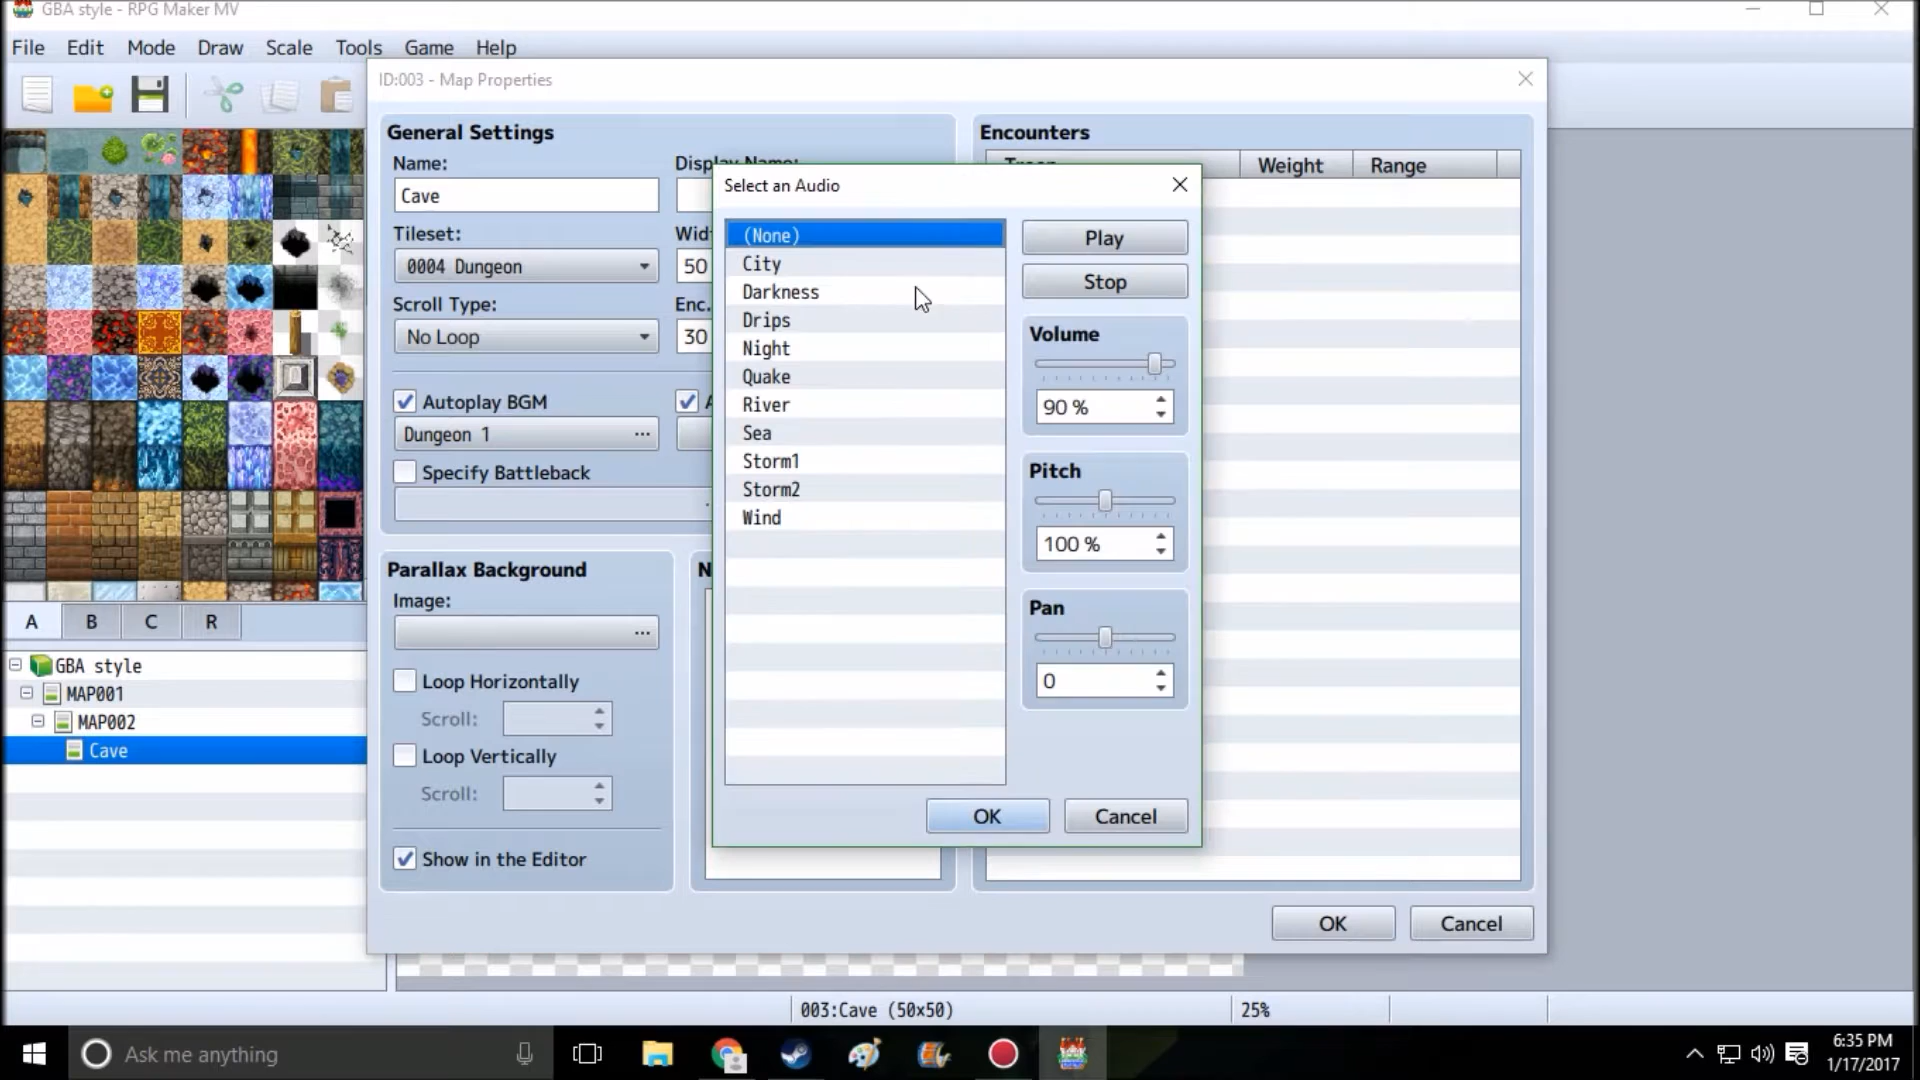 GBA style - RPG Maker MV
File Edit Mode Draw Scale Tools Game Help
ID:003 - Map Properties
General Settings
Name:
Display Name:
Cave
Tileset:
0004 Dungeon
50
Scroll Type:
Enc.
No Loop
30
Autoplay BGM
Dungeon 1 ...
Specify Battleback
Parallax Background
Image:
...
Loop Horizontally
Scroll:
Loop Vertically
Scroll:
Show in the Editor
Encounters
Weight Range
Select an Audio
(None)
City
Darkness
Drips
Night
Quake
River
Sea
Storm1
Storm2
Wind
Play
Stop
Volume
90 %
Pitch
100 %
Pan
0
OK Cancel
OK Cancel
A B C R
GBA style
MAP001
MAP002
Cave
003:Cave (50x50) 25%
Ask me anything
6:35 PM
1/17/2017